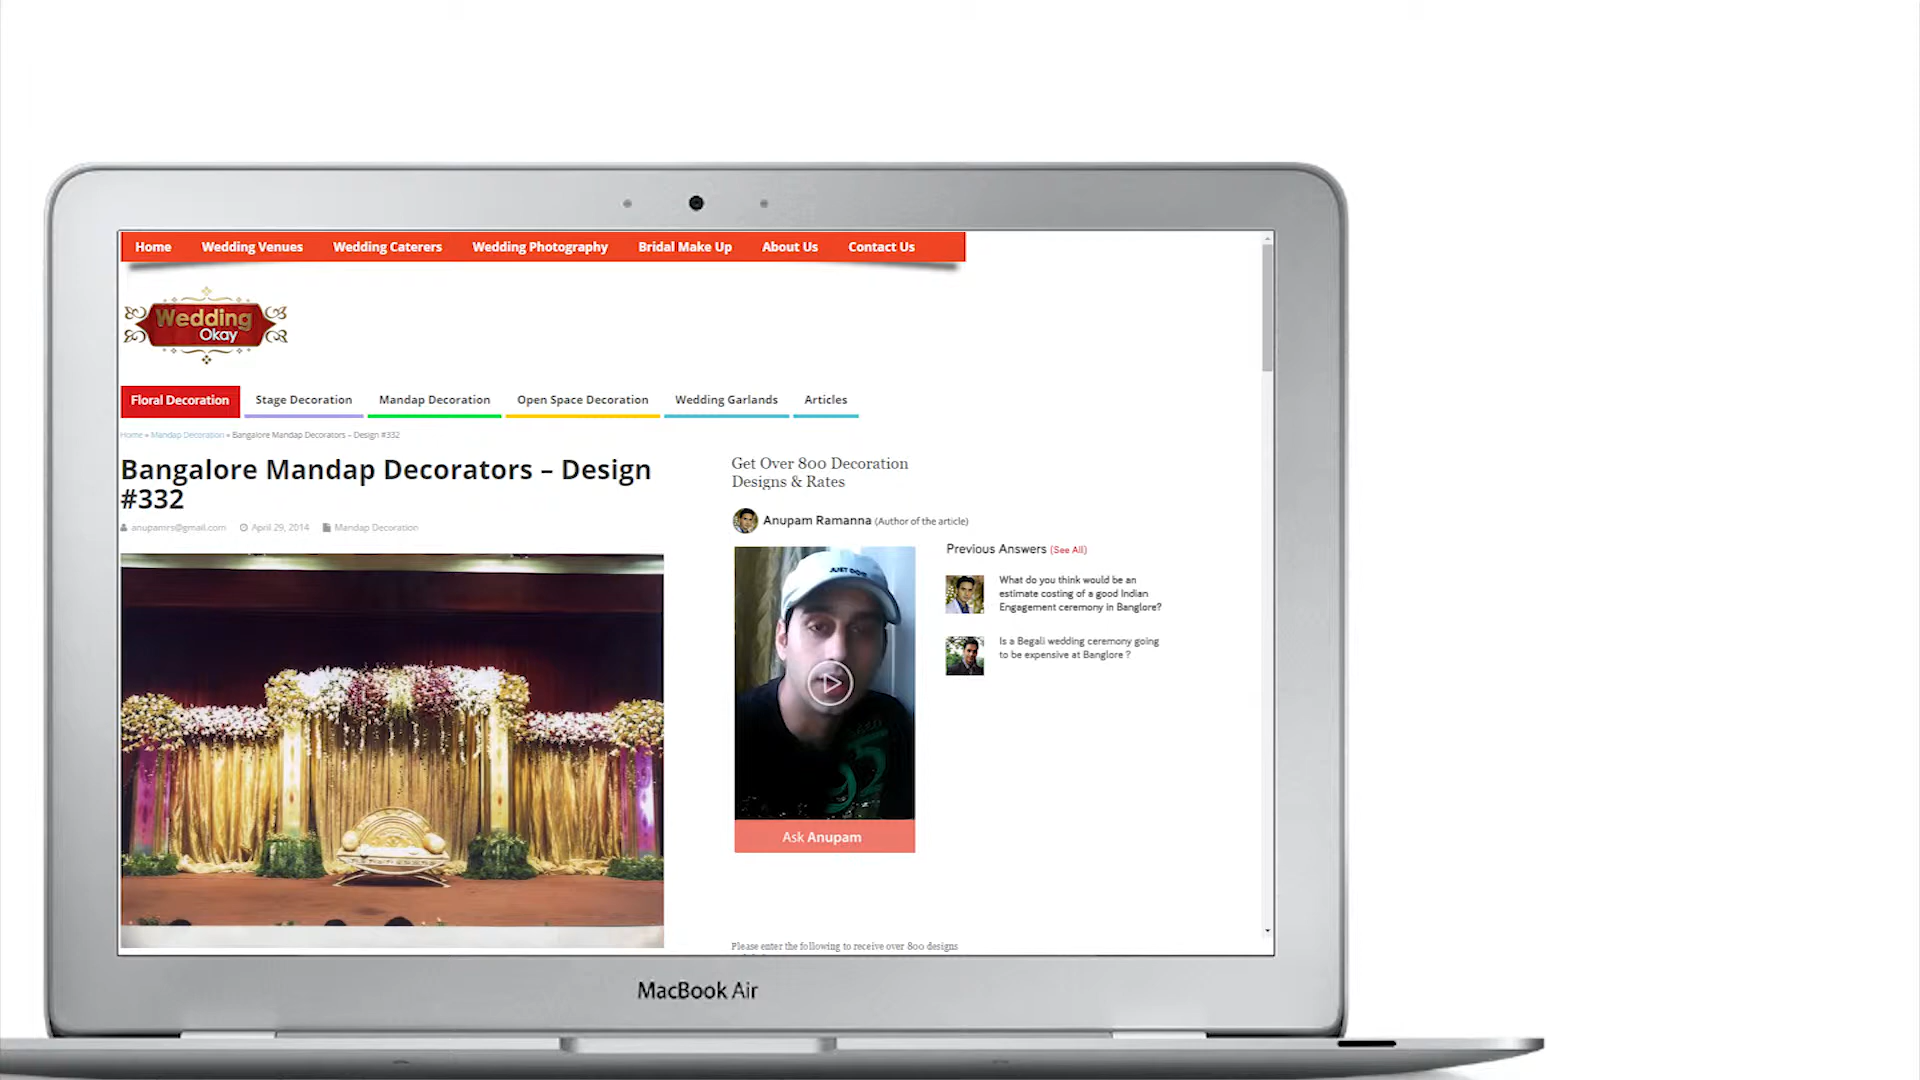 Home Wedding Venues Wedding Caterers Wedding Photography Bridal Make Up About Us Contact Us
Wedding
Okay
Floral Decoration Stage Decoration Mandap Decoration Open Space Decoration Wedding Garlands Articles
Home » Mandap Decoration » Bangalore Mandap Decorators – Design #332
Bangalore Mandap Decorators – Design
#332
anupamrs@gmail.com April 29, 2014 Mandap Decoration
Get Over 800 Decoration
Designs & Rates
Anupam Ramanna (Author of the article)
JUST DO IT
Ask Anupam
Previous Answers (See All)
What do you think would be an
estimate costing of a good Indian
Engagement ceremony in Banglore?
Is a Begali wedding ceremony going
to be expensive at Banglore ?
Please enter the following to receive over 800 designs
MacBook Air